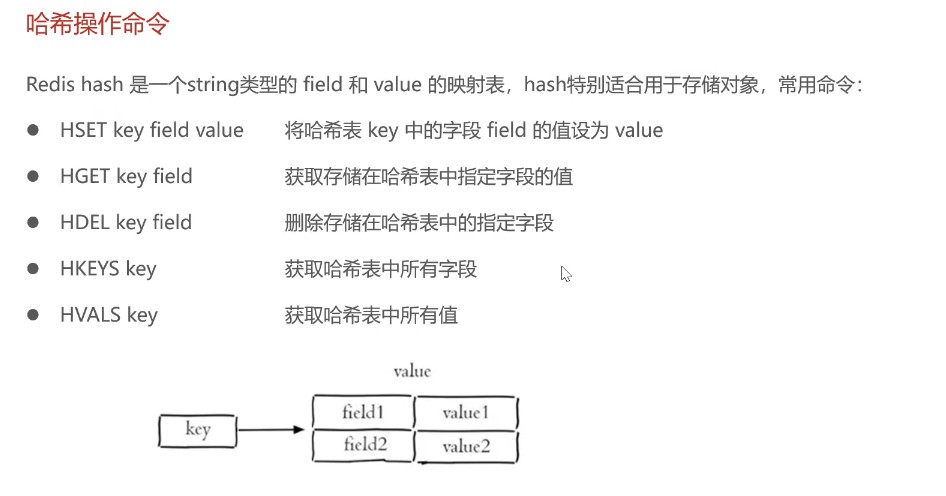 哈希操作命令
Redis hash 是一个string类型的 field 和 value 的映射表，hash特别适合用于存储对象，常用命令：
● HSET key field value 将哈希表 key 中的字段 field 的值设为 value
● HGET key field 获取存储在哈希表中指定字段的值
● HDEL key field 删除存储在哈希表中的指定字段
● HKEYS key 获取哈希表中所有字段
● HVALS key 获取哈希表中所有值
value
key
field1 value1
field2 value2